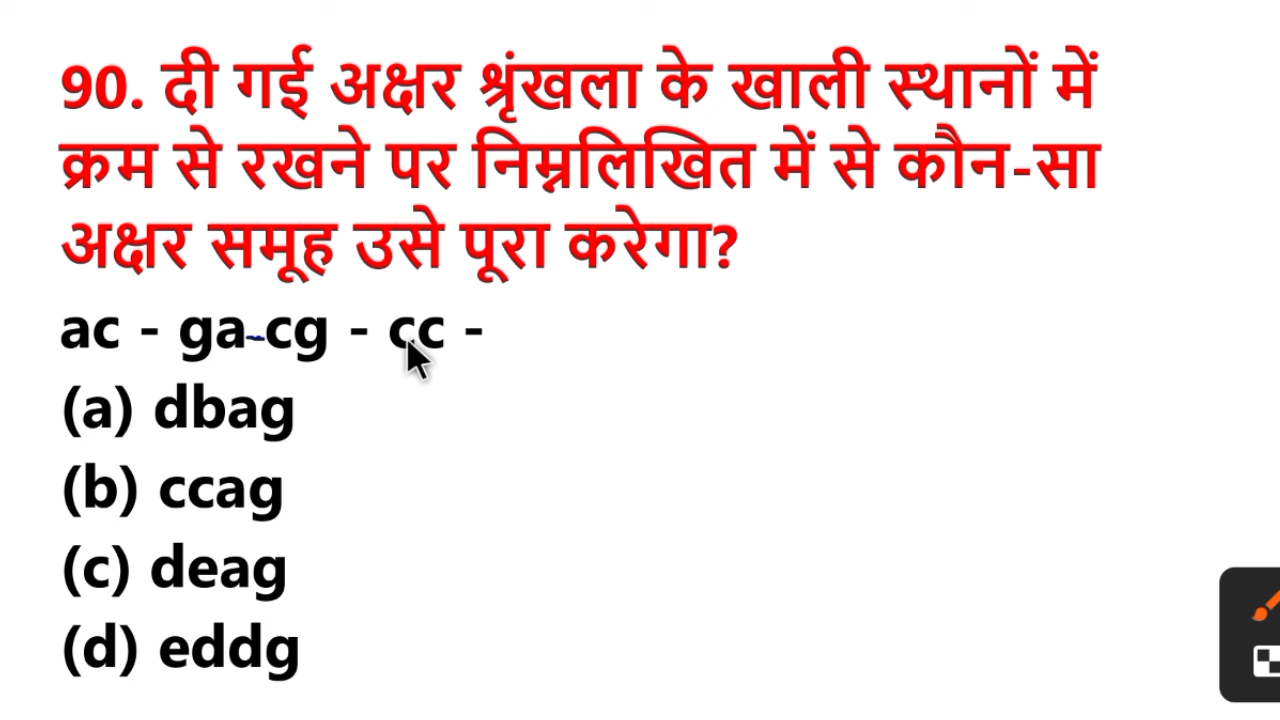 90. दी गई अक्षर श्रृंखला के खाली स्थानों में
क्रम से रखने पर निम्नलिखित में से कौन-सा
अक्षर समूह उसे पूरा करेगा?
ac - ga-cg - cc -
(a) dbag
(b) ccag
(c) deag
(d) eddg